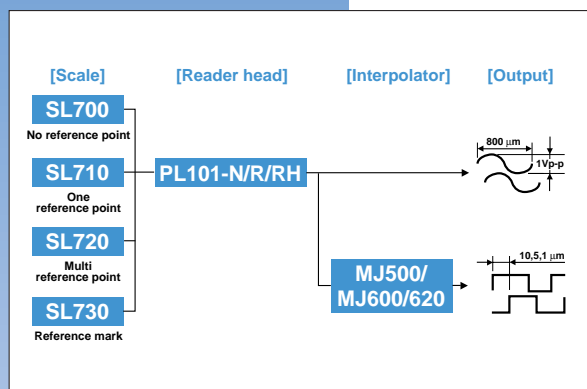 [Scale] [Reader head] [Interpolator] [Output]
SL700
No reference point
SL710
One
reference point
SL720
Multi
reference point
SL730
Reference mark
PL101-N/R/RH
MJ500/
MJ600/620
800 μm
1Vp-p
10,5,1 μm